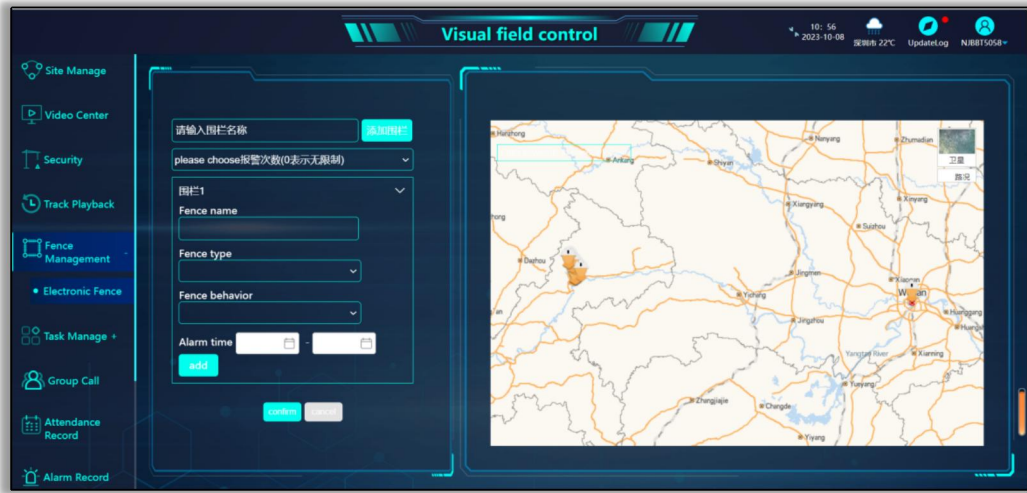 Visual field control
10: 56
2023-10-08
深圳市 22℃
UpdateLog
NJBBT5058
Site Manage
Video Center
Security
Track Playback
Fence
Management -
Electronic Fence
Task Manage +
Group Call
Attendance
Record
Alarm Record
请输入围栏名称
添加围栏
please choose报警次数(0表示无限制)
围栏1
Fence name
Fence type
Fence behavior
Alarm time
-
add
confirm
cancel
Hanzhong
Ankang
Shiyan
Nanyang
Zhumadian
卫星
路况
Xiangyang
Xinyang
Suizhou
Dazhou
Jingmen
Yichang
Xiaogan
Jingzhou
Huanggang
Yangtze River
Xianning
Yueyang
Zhangjiajie
Changde
Yiyang